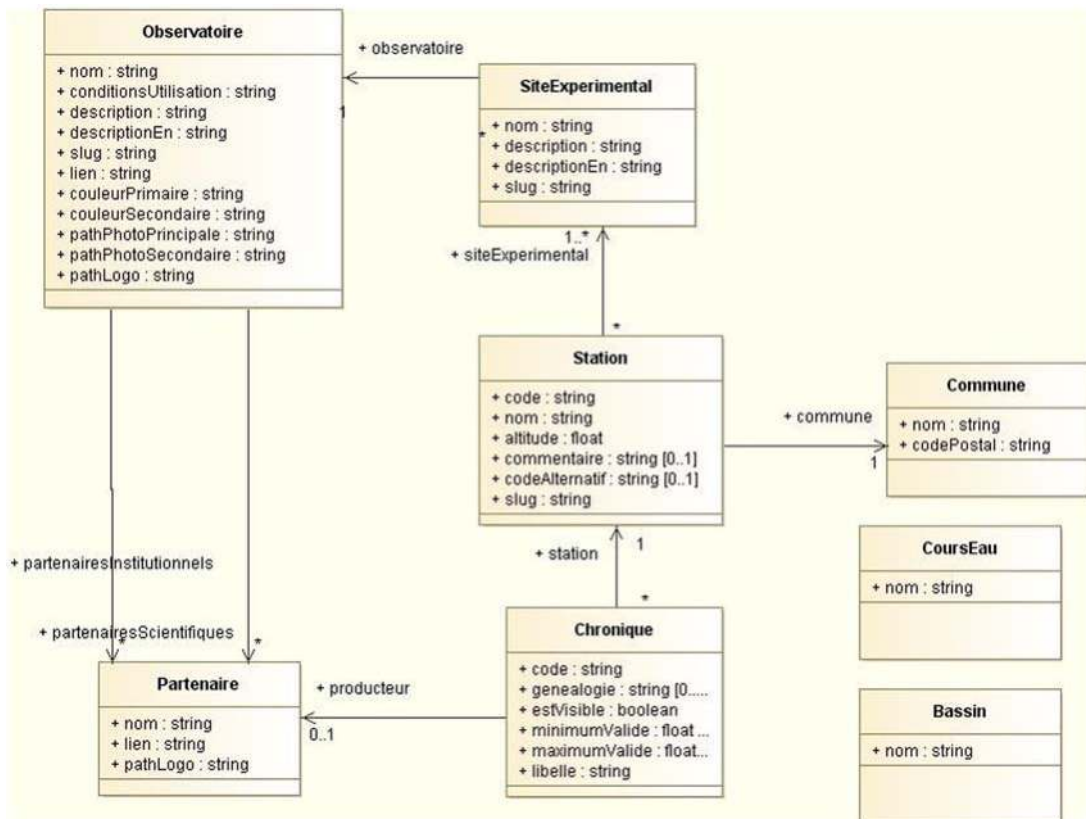 Observatoire
+ nom : string
+ conditionsUtilisation : string
+ description : string
+ descriptionEn : string
+ slug : string
+ lien : string
+ couleurPrimaire : string
+ couleurSecondaire : string
+ pathPhotoPrincipale : string
+ pathPhotoSecondaire : string
+ pathLogo : string
+ observatoire
1
*
SiteExperimental
+ nom : string
+ description : string
+ descriptionEn : string
+ slug : string
1..*
+ siteExperimental
*
Station
+ code : string
+ nom : string
+ altitude : float
+ commentaire : string [0..1]
+ codeAlternatif : string [0..1]
+ slug : string
+ commune
1
Commune
+ nom : string
+ codePostal : string
+ station
1
*
CoursEau
+ nom : string
+ partenairesInstitutionnels
+ partenairesScientifiques
*
*
Partenaire
+ nom : string
+ lien : string
+ pathLogo : string
+ producteur
0..1
Chronique
+ code : string
+ genealogie : string [0.....
+ estVisible : boolean
+ minimumValide : float ...
+ maximumValide : float...
+ libelle : string
Bassin
+ nom : string